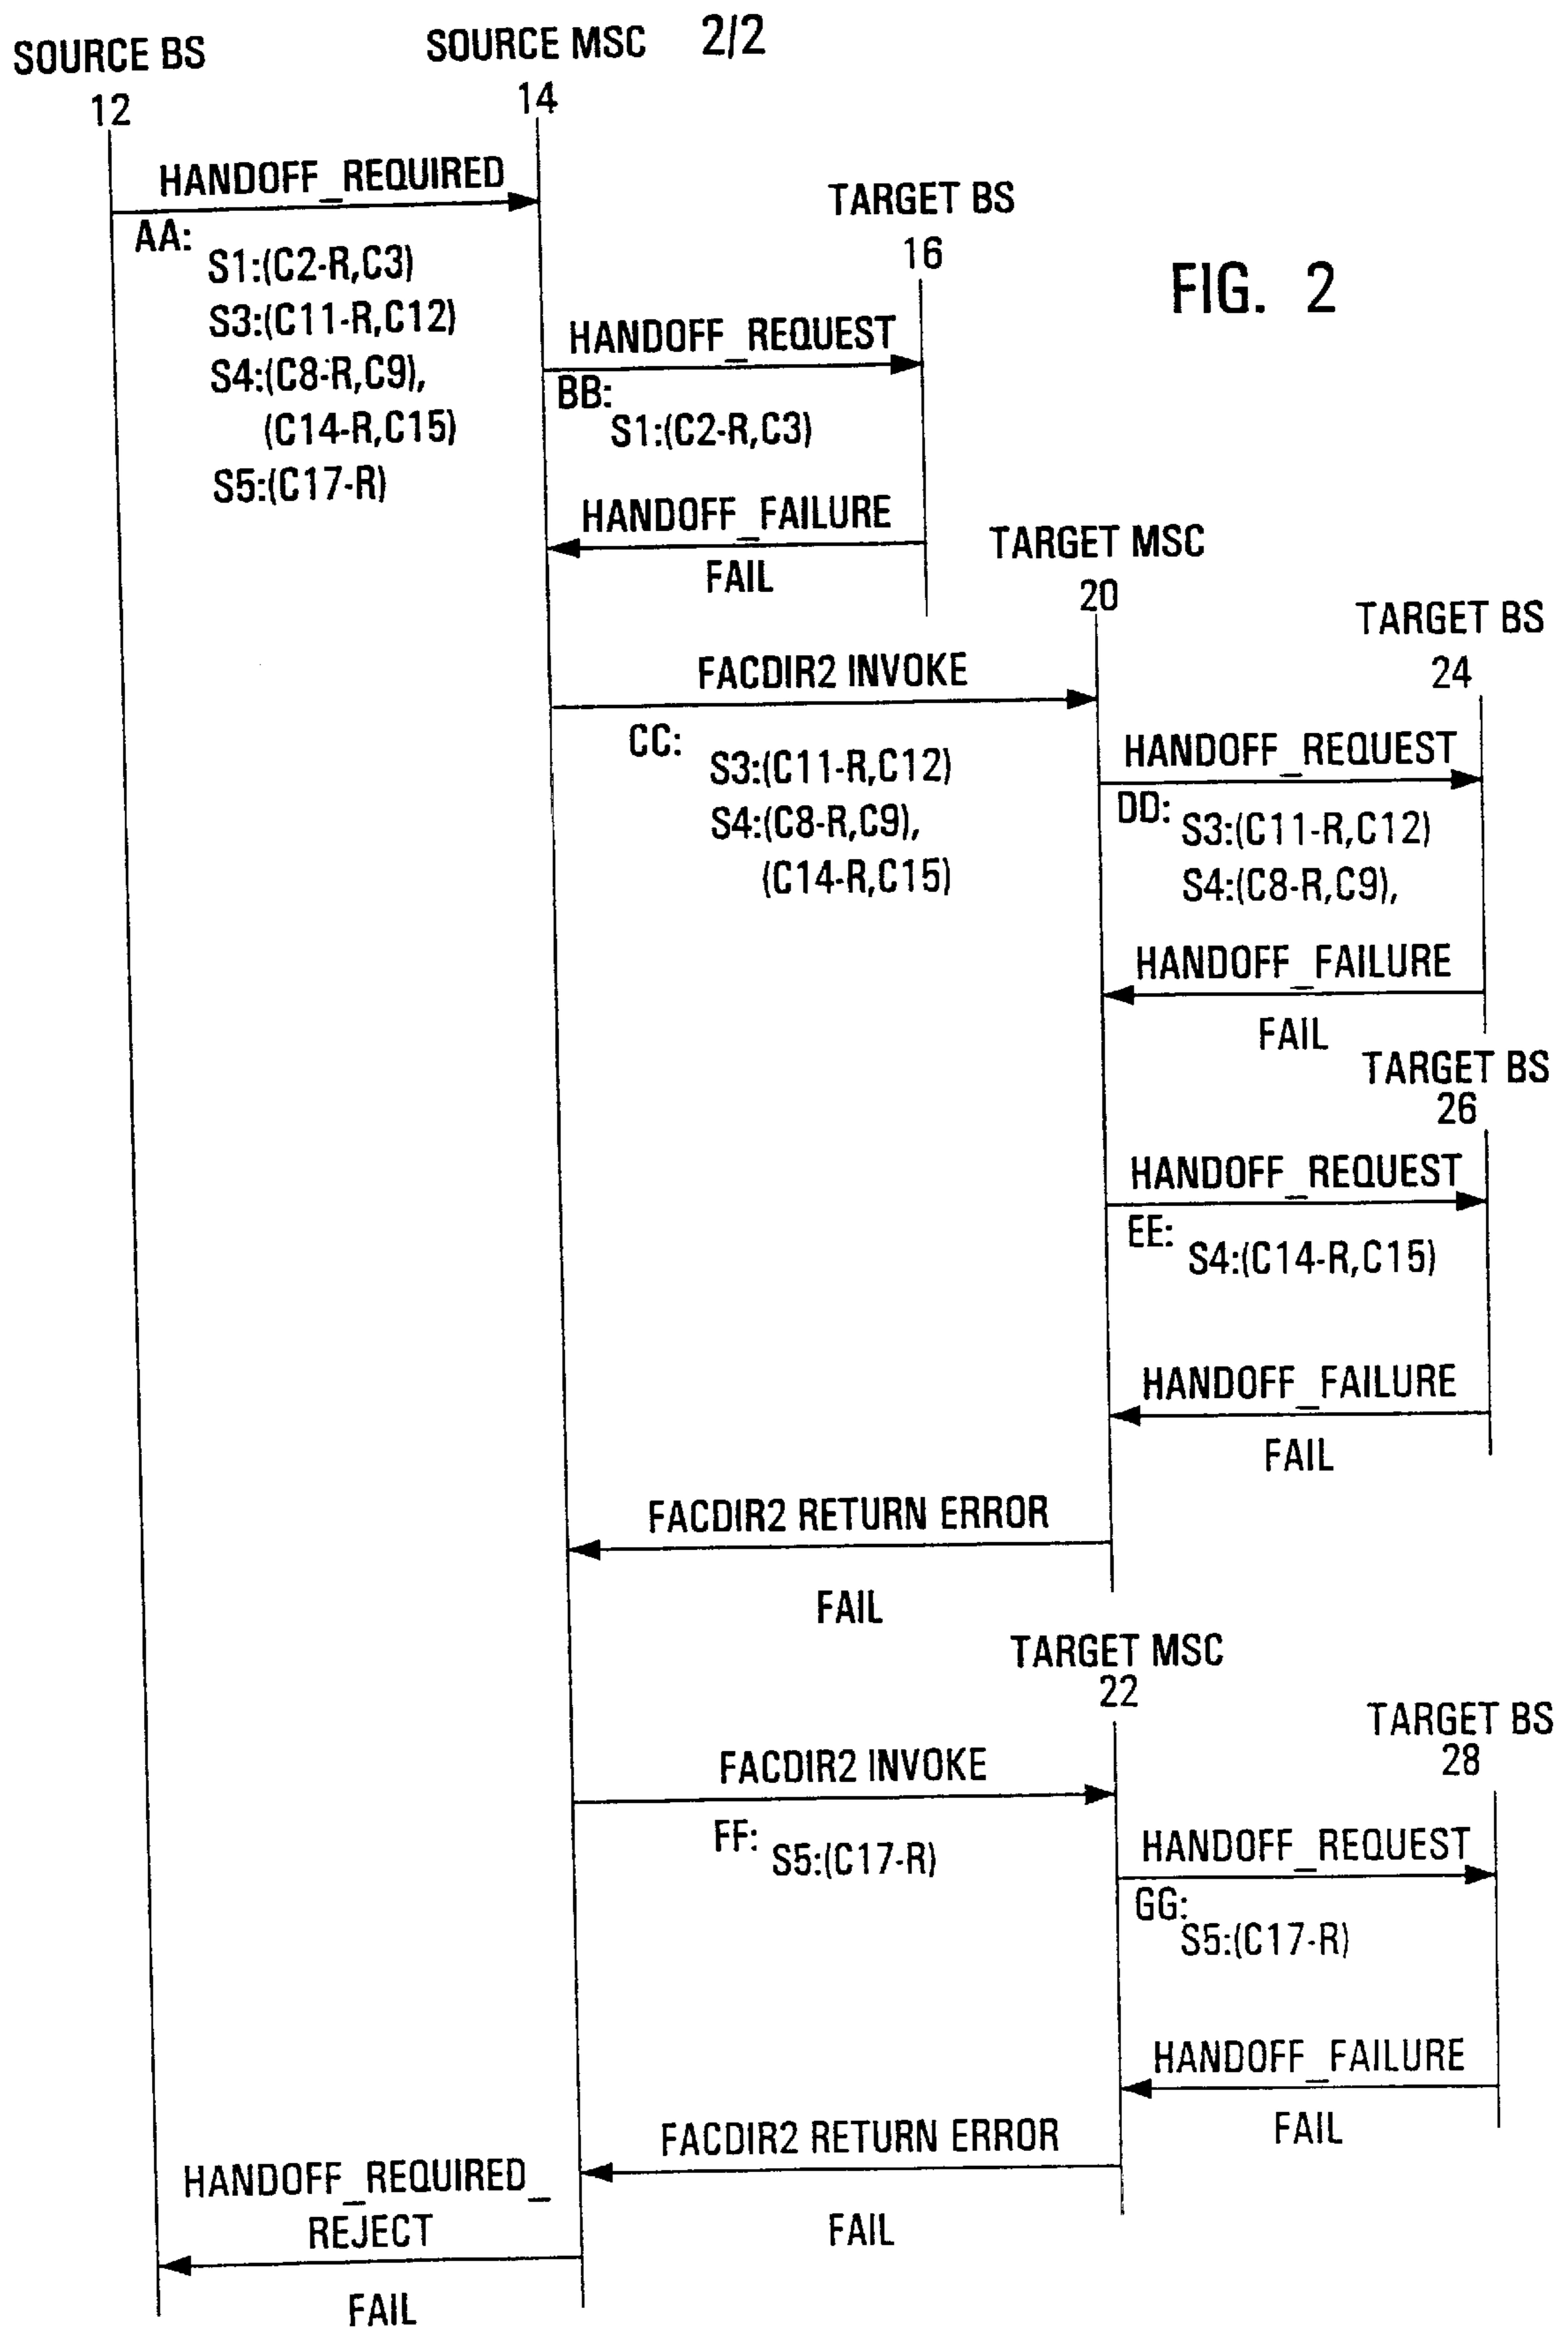 SOURCE BS
12
SOURCE MSC
14
2/2
HANDOFF_REQUIRED
AA:
S1:(C2-R,C3)
S3:(C11-R,C12)
S4:(C8-R,C9),
(C14-R,C15)
S5:(C17-R)
TARGET BS
16
FIG. 2
HANDOFF_REQUEST
BB:
S1:(C2-R,C3)
HANDOFF_FAILURE
FAIL
TARGET MSC
20
TARGET BS
24
FACDIR2 INVOKE
CC:
S3:(C11-R,C12)
S4:(C8-R,C9),
(C14-R,C15)
HANDOFF_REQUEST
DD:
S3:(C11-R,C12)
S4:(C8-R,C9),
HANDOFF_FAILURE
FAIL
TARGET BS
26
HANDOFF_REQUEST
EE:
S4:(C14-R,C15)
HANDOFF_FAILURE
FAIL
FACDIR2 RETURN ERROR
FAIL
TARGET MSC
22
TARGET BS
28
FACDIR2 INVOKE
FF:
S5:(C17-R)
HANDOFF_REQUEST
GG:
S5:(C17-R)
HANDOFF_FAILURE
FAIL
FACDIR2 RETURN ERROR
FAIL
HANDOFF_REQUIRED_
REJECT
FAIL